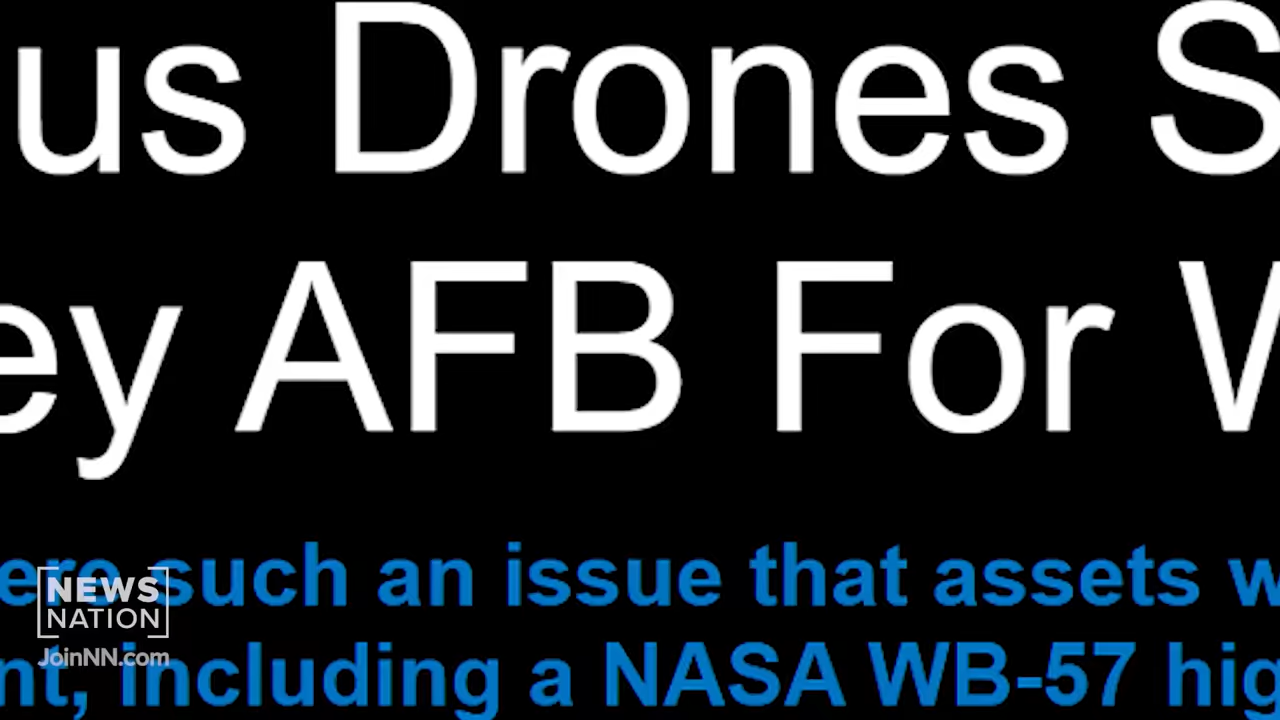 us Drones S
ey AFB For W
ere such an issue that assets w
nt, including a NASA WB-57 hig
NEWS
NATION
JoinNN.com